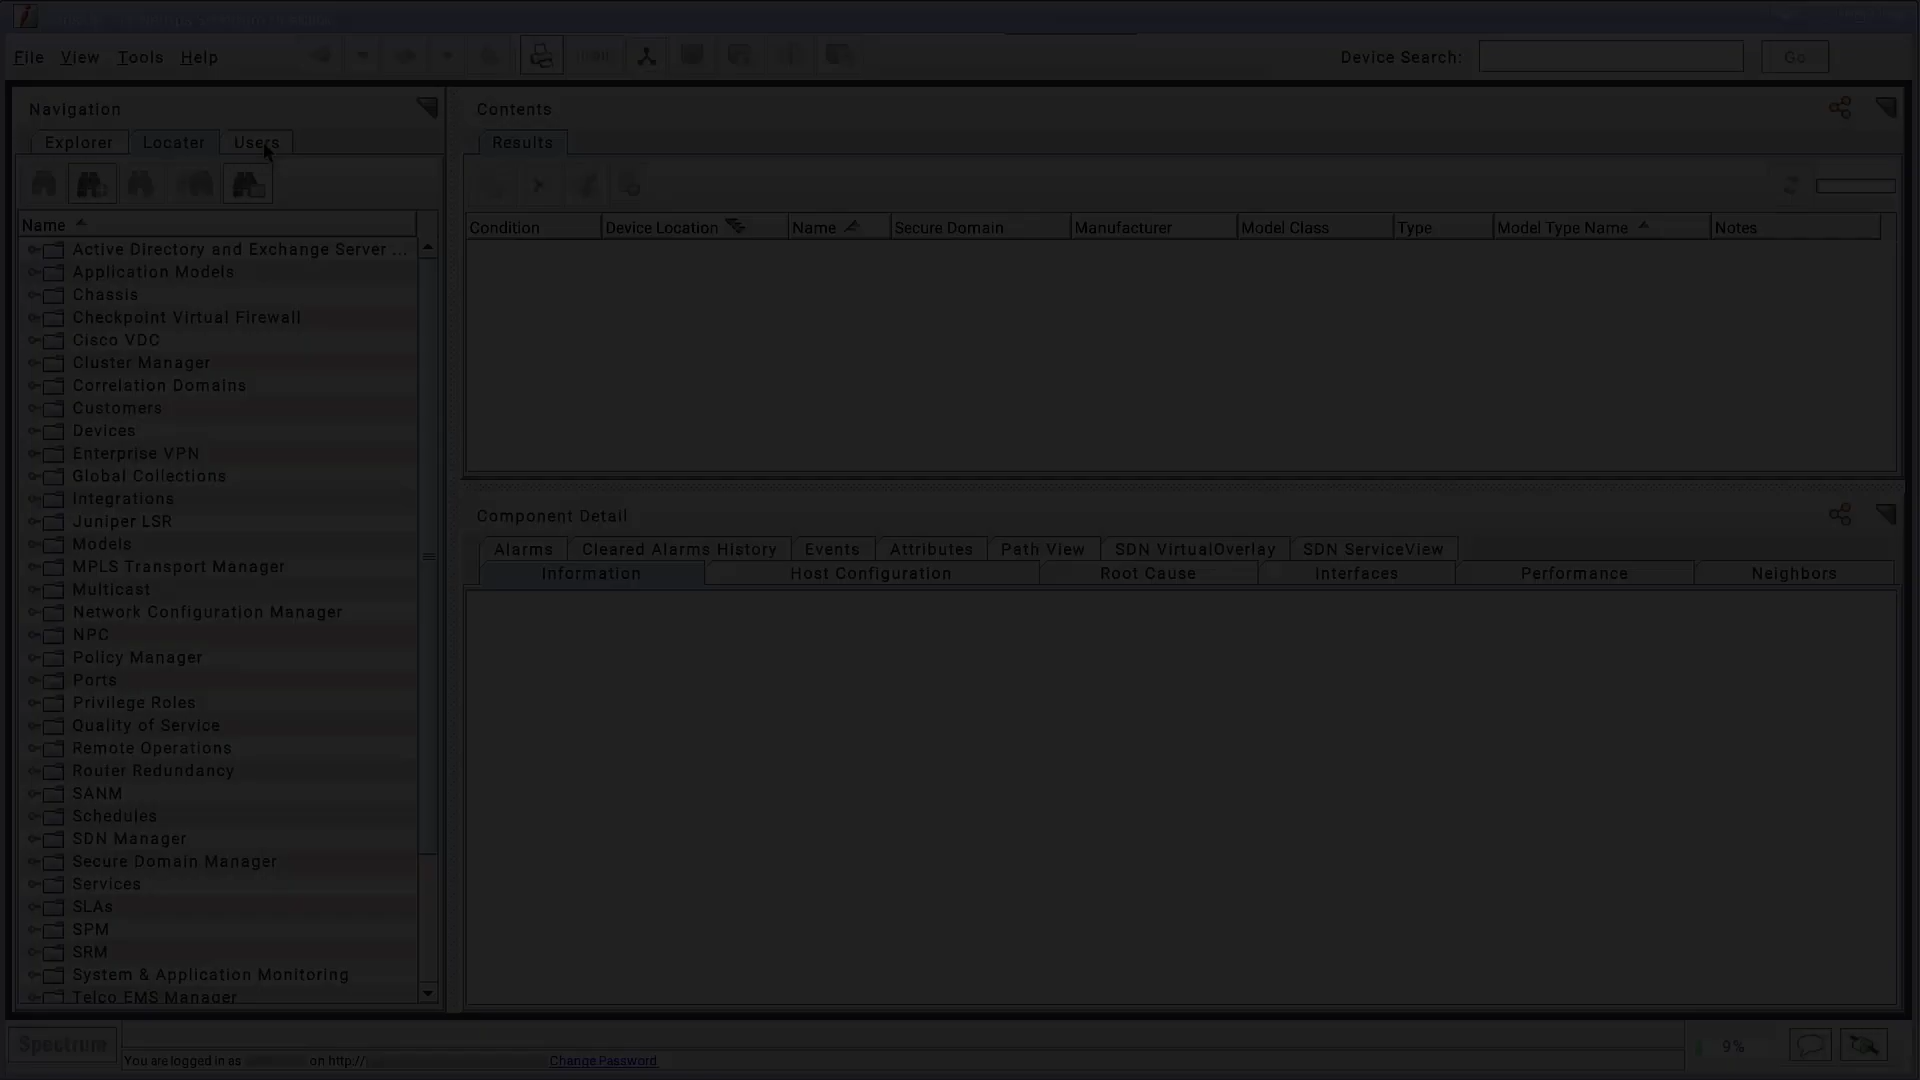 File View Tools Help
Device Search:
Go
Navigation
Explorer Locater Users
Name
Active Directory and Exchange Server ...
Application Models
Chassis
Checkpoint Virtual Firewall
Cisco VDC
Cluster Manager
Correlation Domains
Customers
Devices
Enterprise VPN
Global Collections
Integrations
Juniper LSR
Models
MPLS Transport Manager
Multicast
Network Configuration Manager
NPC
Policy Manager
Ports
Privilege Roles
Quality of Service
Remote Operations
Router Redundancy
SANM
Schedules
SDN Manager
Secure Domain Manager
Services
SLAs
SPM
SRM
System & Application Monitoring
Telco EMS Manager
Contents
Results
Condition Device Location Name Secure Domain Manufacturer Model Class Type Model Type Name Notes
Component Detail
Alarms Cleared Alarms History Events Attributes Path View SDN VirtualOverlay SDN ServiceView
Information Host Configuration Root Cause Interfaces Performance Neighbors
Spectrum
You are logged in as on http:// Change Password
9%